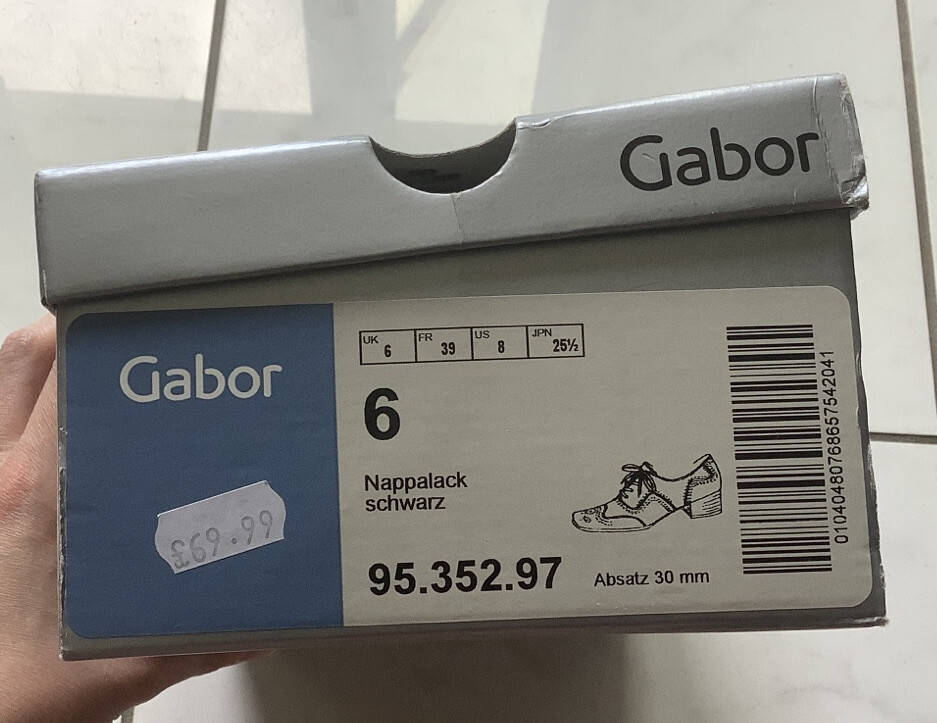 Gabor
Gabor
£69.99
UK 6 FR 39 US 8 JPN 25½
6
Nappalack
schwarz
95.352.97
Absatz 30 mm
01040480768657542041